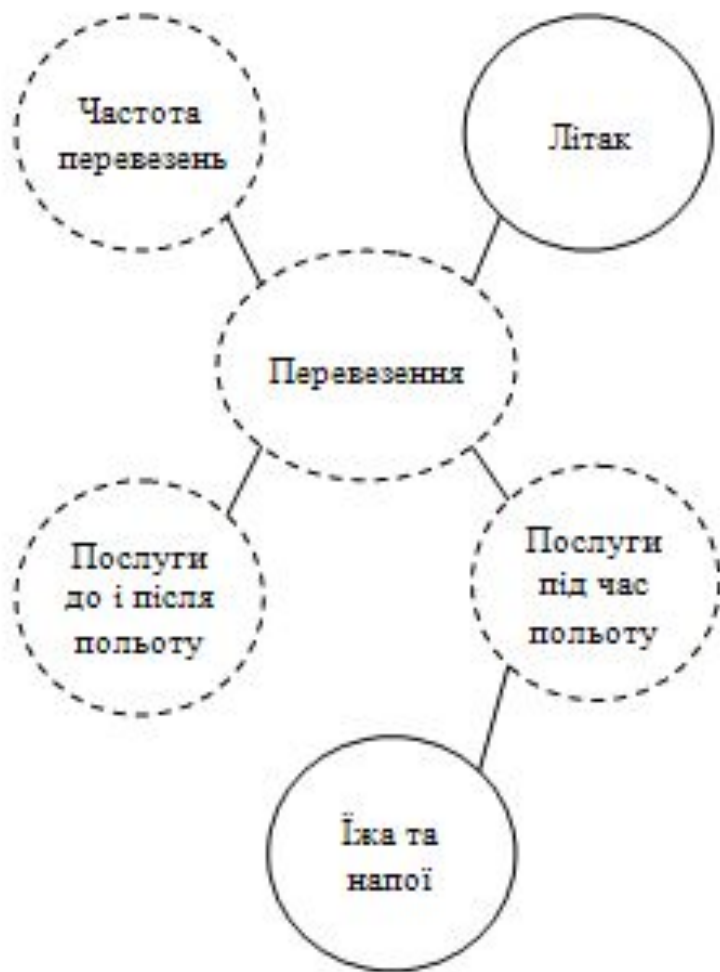 Частота
перевезень
Літак
Перевезення
Послуги
до і після
польоту
Послуги
під час
польоту
Їжа та
напої